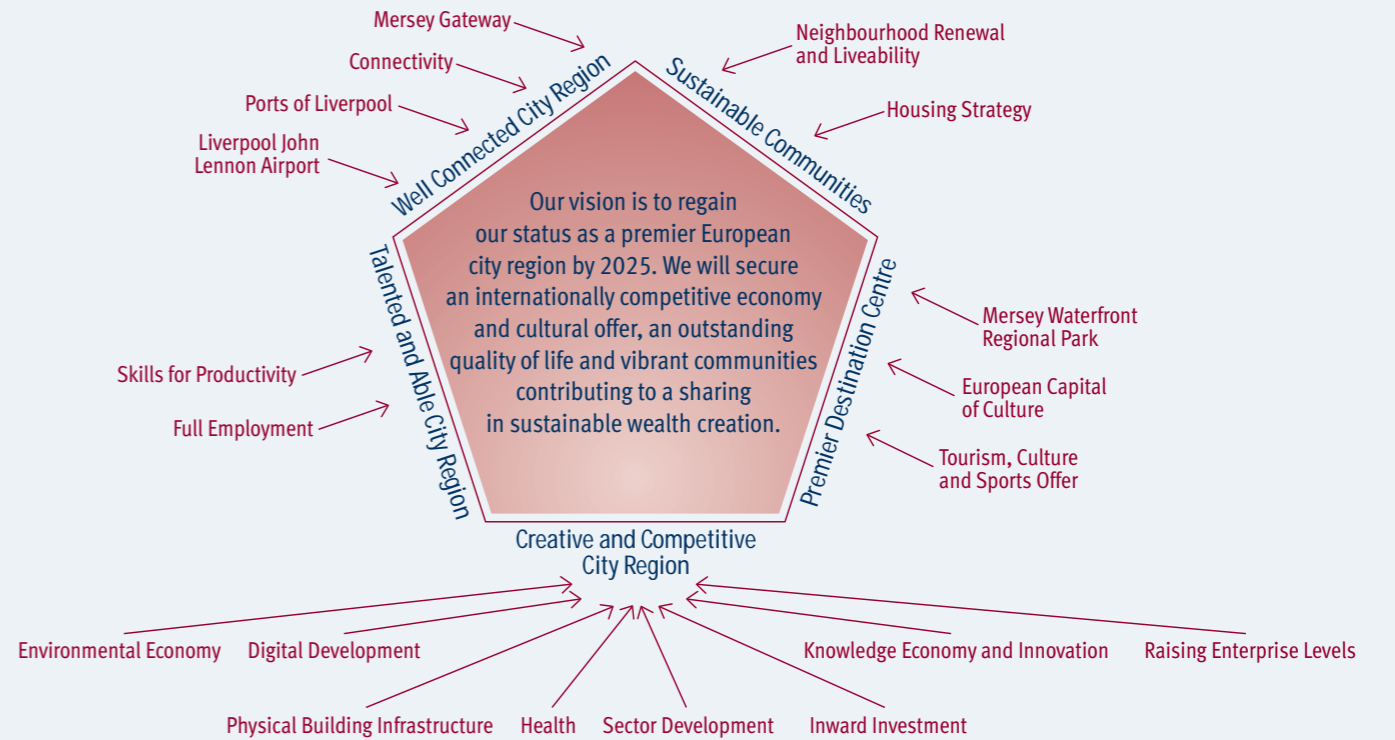 Mersey Gateway
Connectivity
Ports of Liverpool
Liverpool John
Lennon Airport
Well Connected City Region
Neighbourhood Renewal
and Liveability
Housing Strategy
Sustainable Communities
Our vision is to regain
our status as a premier European
city region by 2025. We will secure
an internationally competitive economy
and cultural offer, an outstanding
quality of life and vibrant communities
contributing to a sharing
in sustainable wealth creation.
Talented and Able City Region
Skills for Productivity
Full Employment
Premier Destination Centre
Mersey Waterfront
Regional Park
European Capital
of Culture
Tourism, Culture
and Sports Offer
Creative and Competitive
City Region
Environmental Economy
Digital Development
Knowledge Economy and Innovation
Raising Enterprise Levels
Physical Building Infrastructure
Health
Sector Development
Inward Investment